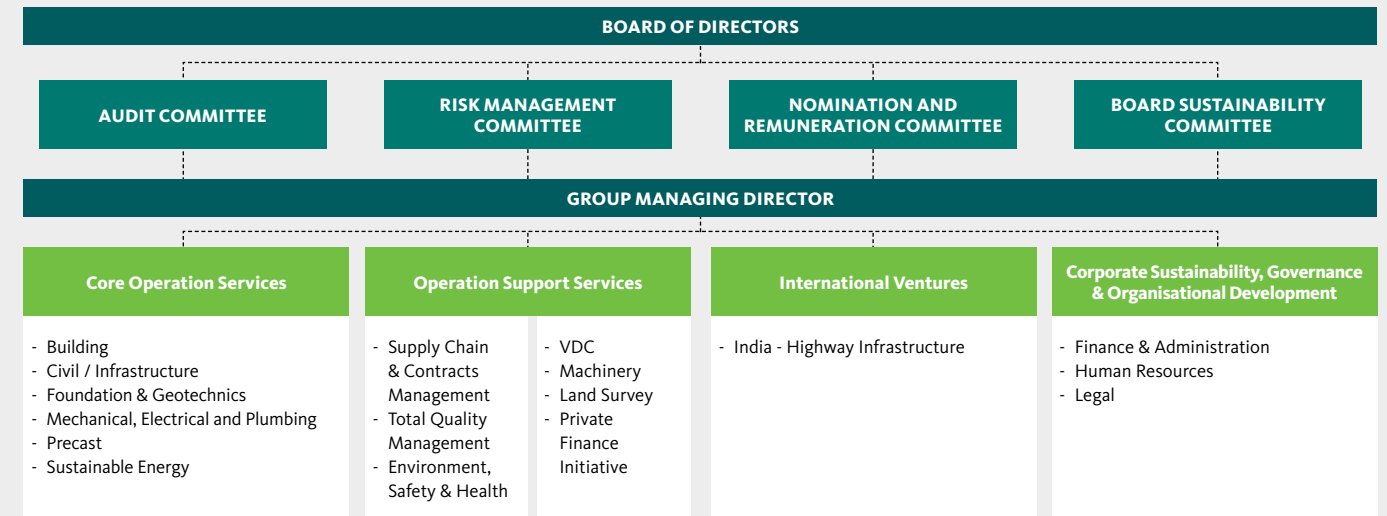 BOARD OF DIRECTORS
AUDIT COMMITTEE
RISK MANAGEMENT
COMMITTEE
NOMINATION AND
REMUNERATION COMMITTEE
BOARD SUSTAINABILITY
COMMITTEE
GROUP MANAGING DIRECTOR
Core Operation Services
- Building
- Civil / Infrastructure
- Foundation & Geotechnics
- Mechanical, Electrical and Plumbing
- Precast
- Sustainable Energy
Operation Support Services
- Supply Chain
& Contracts
Management
- Total Quality
Management
- Environment,
Safety & Health
- VDC
- Machinery
- Land Survey
- Private
Finance
Initiative
International Ventures
- India - Highway Infrastructure
Corporate Sustainability, Governance
& Organisational Development
- Finance & Administration
- Human Resources
- Legal